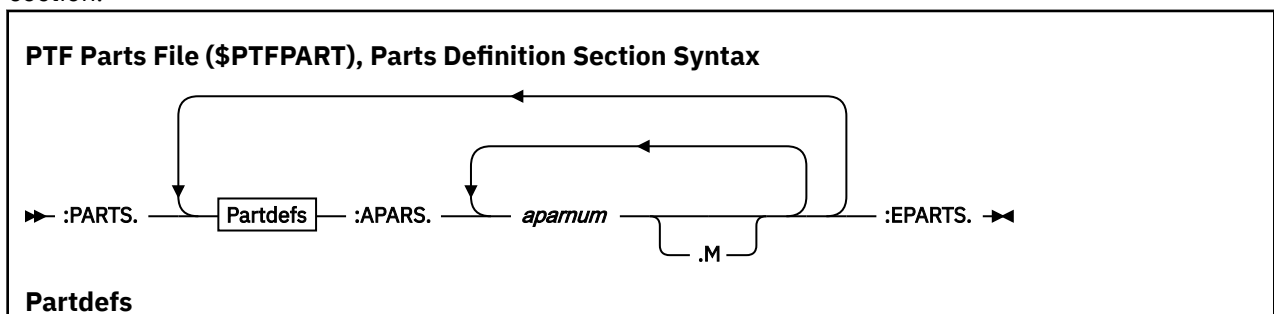 section.
PTF Parts File ($PTFPART), Parts Definition Section Syntax
:PARTS. Partdefs :APARS. aparnum :EPARTS.
.M
Partdefs